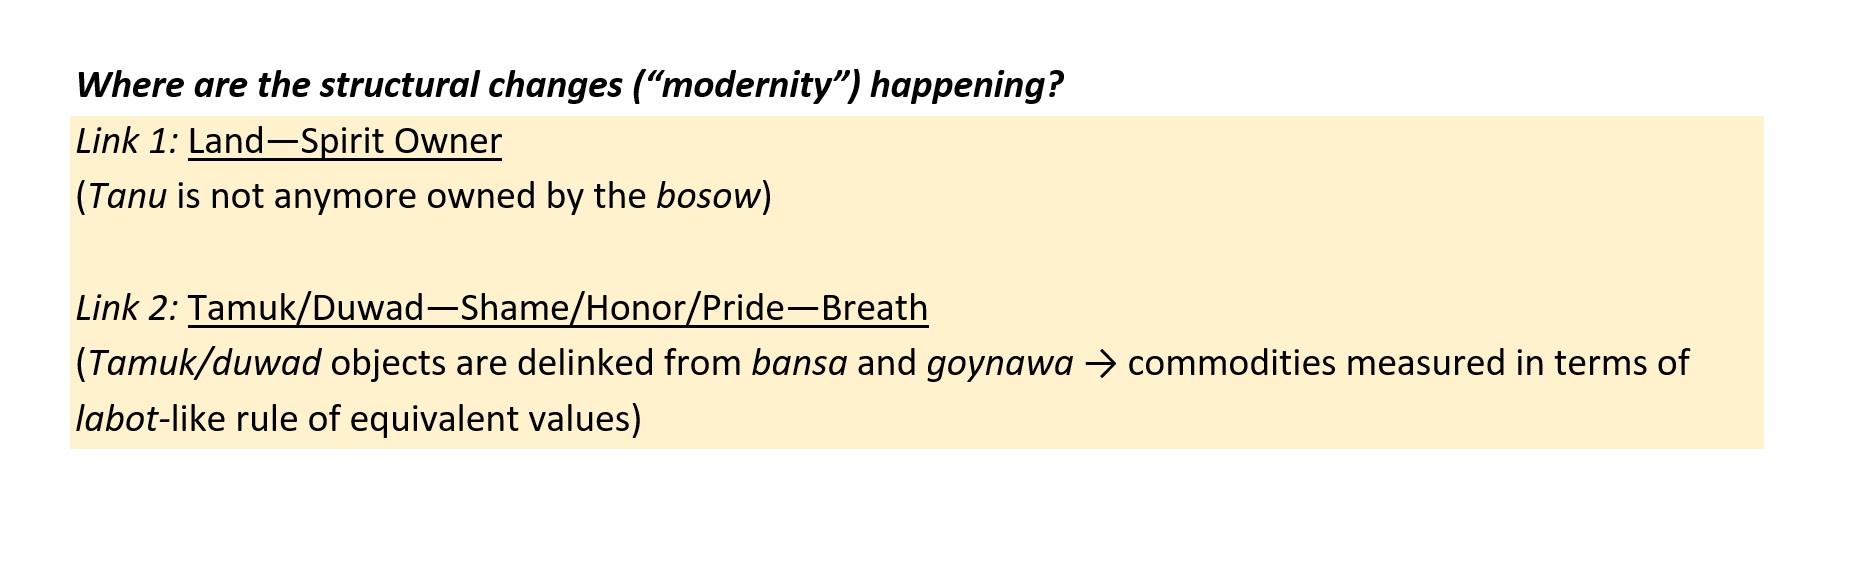 Where are the structural changes (“modernity”) happening?
Link 1: Land—Spirit Owner
(Tanu is not anymore owned by the bosow)
Link 2: Tamuk/Duwad—Shame/Honor/Pride—Breath
(Tamuk/duwad objects are delinked from bansa and goynawa → commodities measured in terms of
labot-like rule of equivalent values)